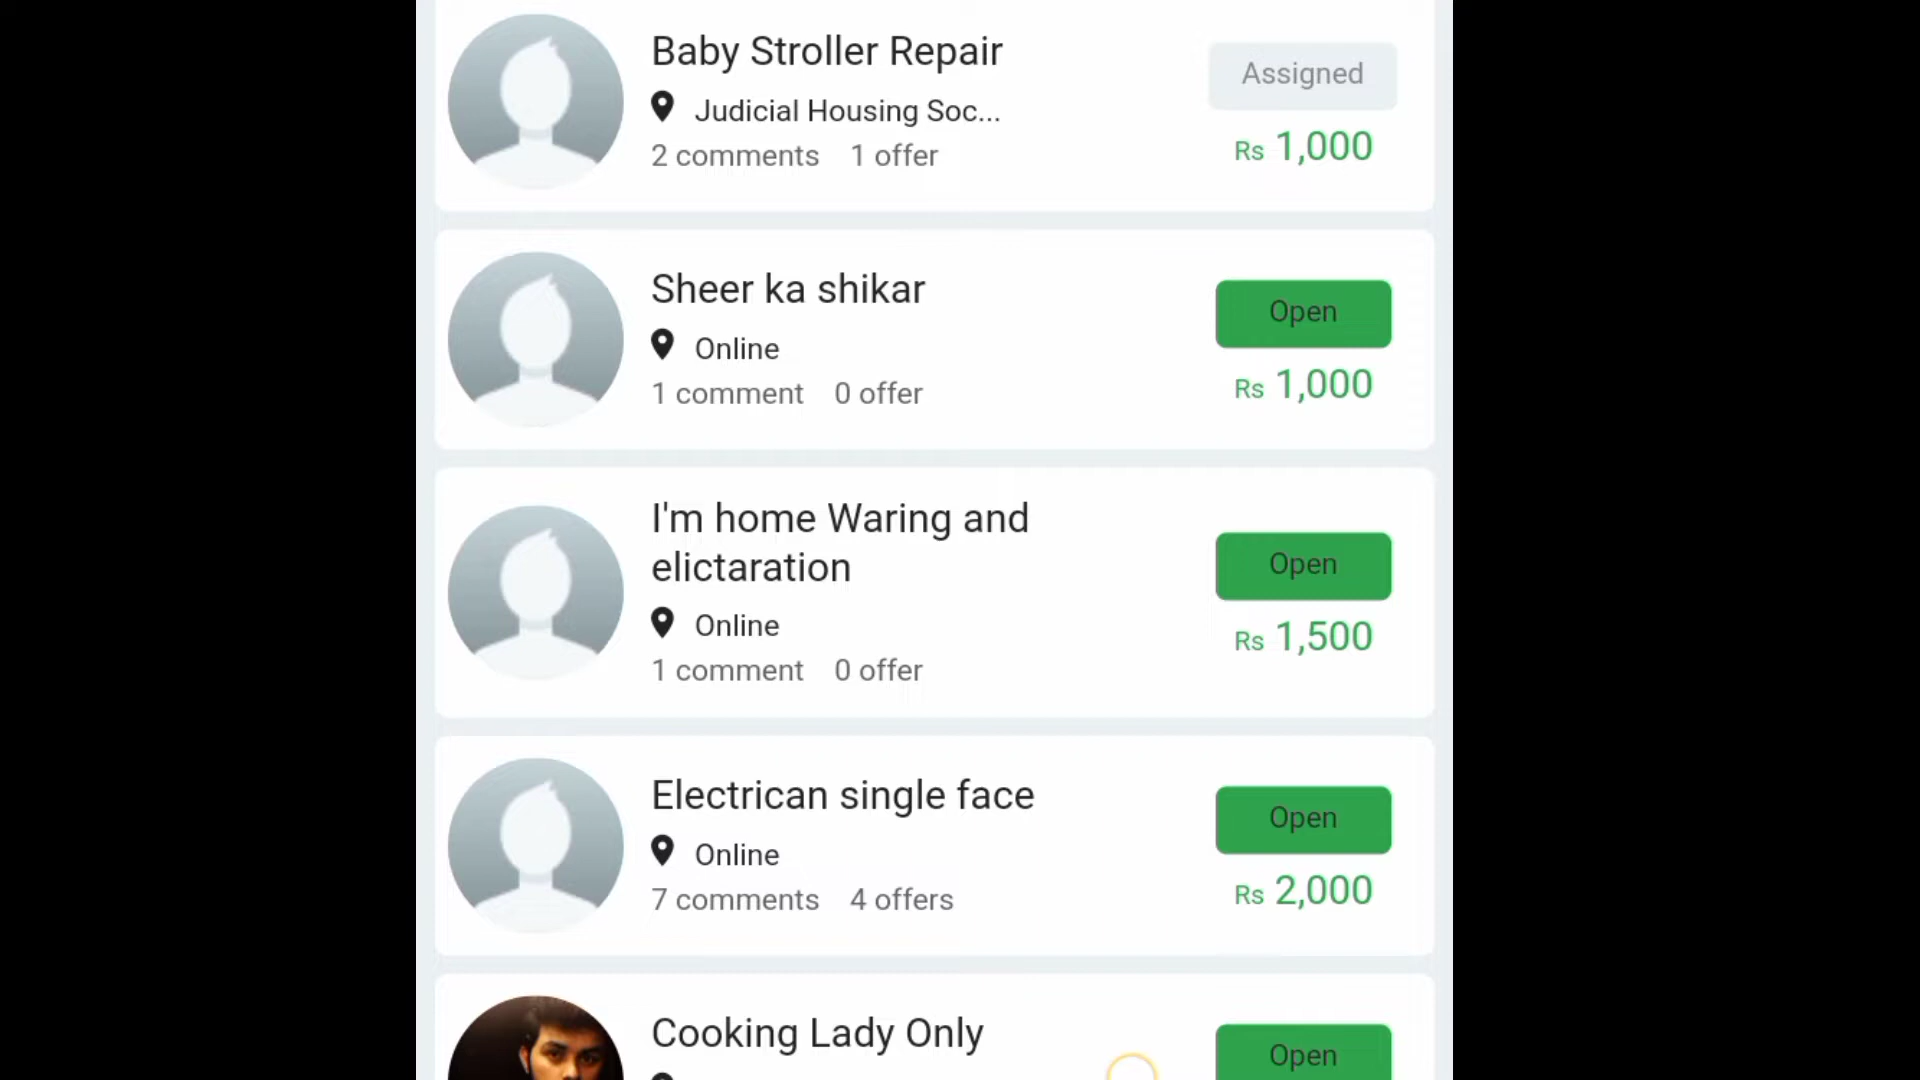 Baby Stroller Repair
Assigned
Judicial Housing Soc...
Rs 1,000
2 comments 1 offer
Sheer ka shikar
Open
Online
Rs 1,000
1 comment 0 offer
I'm home Waring and
elictaration
Open
Online
Rs 1,500
1 comment 0 offer
Electrican single face
Open
Online
Rs 2,000
7 comments 4 offers
Cooking Lady Only
Open